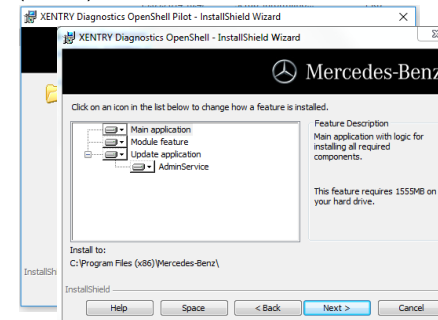 XENTRY Diagnostics OpenShell Pilot - InstallShield Wizard
XENTRY Diagnostics OpenShell - InstallShield Wizard
Mercedes-Benz
Click on an icon in the list below to change how a feature is installed.
Main application
Module feature
Update application
AdminService
Feature Description
Main application with logic for
installing all required
components.
This feature requires 1555MB on
your hard drive.
Install to:
C:\Program Files (x86)\Mercedes-Benz\
InstallSh
InstallShield
Help
Space
< Back
Next >
Cancel